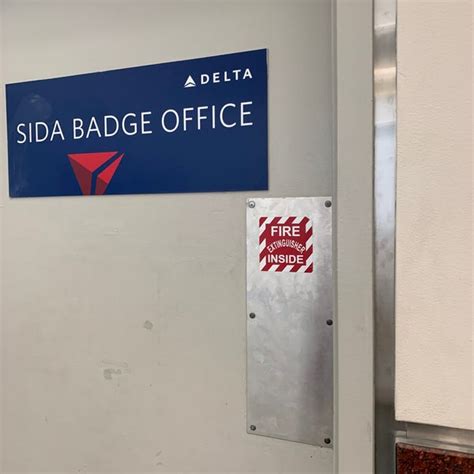 DELTA
SIDA BADGE OFFICE
FIRE
EXTINGUISHER
INSIDE